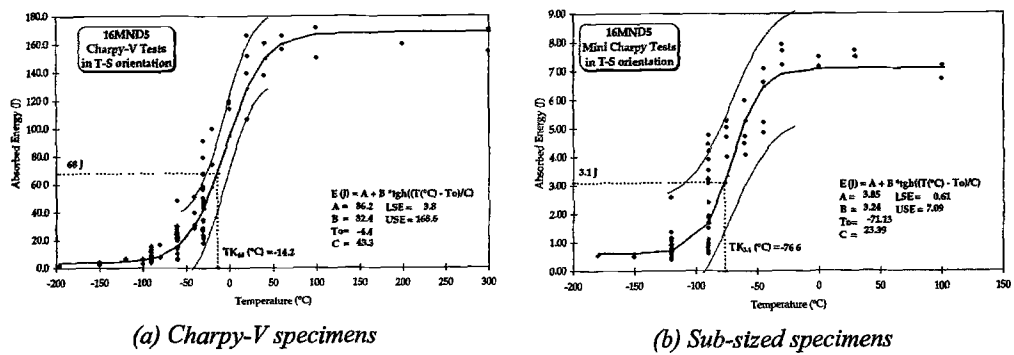 180.0
160.0
140.0
120.0
100.0
80.0
60.0
40.0
20.0
0.0
Absorbed Energy (J)
16MND5
Charpy-V Tests
in T-S orientation
68 J
E (J) = A + B *tgh((T(°C) - To)/C)
A = 86.2 LSE = 3.8
B = 82.4 USE = 168.6
To = -4.4
C = 43.3
TK68 (°C) = -14.2
-200 -150 -100 -50 0 50 100 150 200 250 300
Temperature (°C)
(a) Charpy-V specimens
9.00
8.00
7.00
6.00
5.00
4.00
3.00
2.00
1.00
0.00
Absorbed Energy (J)
16MND5
Mini Charpy Tests
in T-S orientation
3.1 J
E (J) = A + B *tgh((T(°C) - To)/C)
A = 3.85 LSE = 0.61
B = 3.24 USE = 7.09
To = -71.13
C = 23.39
TK3.1 (°C) = -76.6
-200 -150 -100 -50 0 50 100 150
Temperature (°C)
(b) Sub-sized specimens